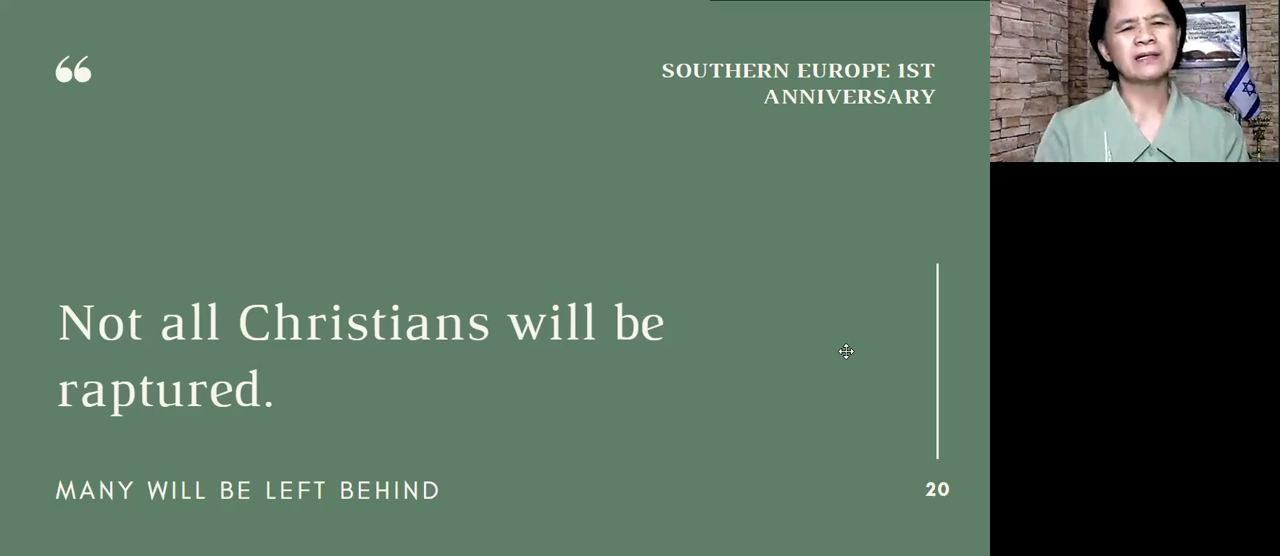 SOUTHERN EUROPE 1ST
ANNIVERSARY
Not all Christians will be
raptured.
MANY WILL BE LEFT BEHIND
20